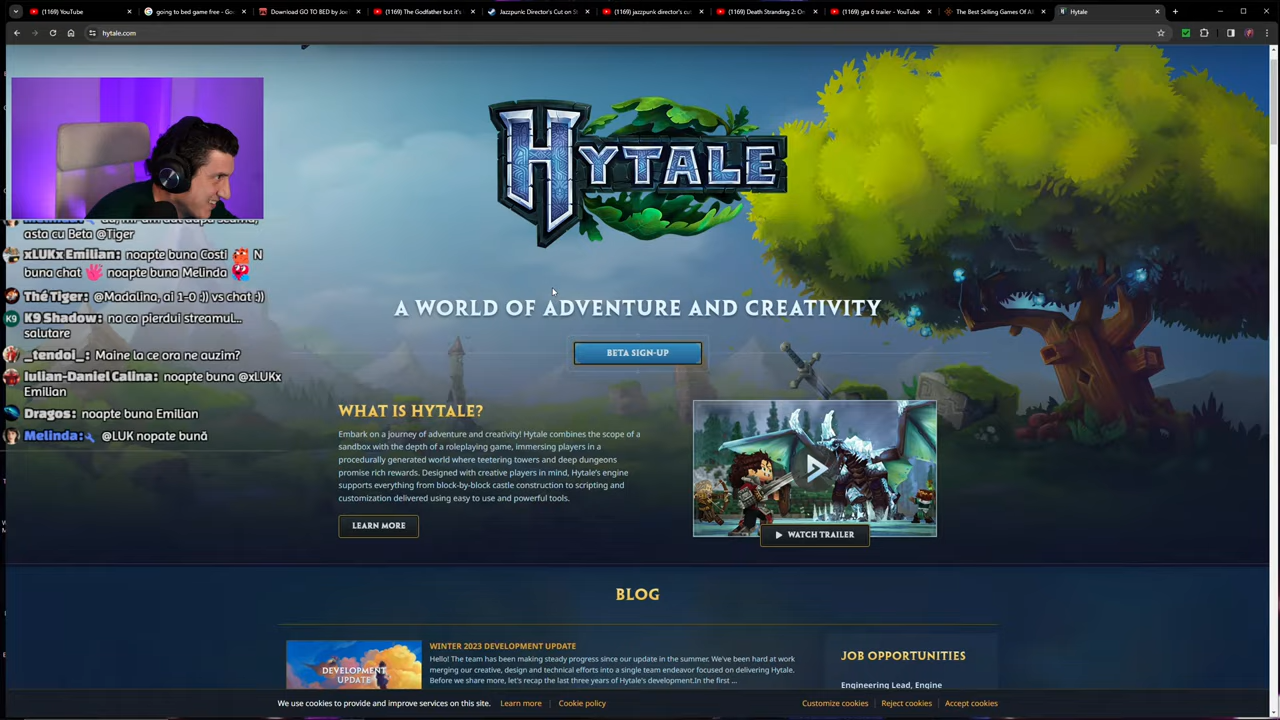 (1169) YouTube
going to bed game free - Goo
Download GO TO BED by Joe
(1169) The Godfather but it's
Jazzpunk Director's Cut on St
(1169) jazzpunk director's cut
(1169) Death Stranding 2: On
(1169) gta 6 trailer - YouTube
The Best Selling Games Of Al
Hytale
hytale.com
HYTALE
A WORLD OF ADVENTURE AND CREATIVITY
BETA SIGN-UP
asta cu Beta @Tiger
xLUKx Emilian: noapte buna Costi N
buna chat noapte buna Melinda
Thé Tiger: @Madalina, ai 1-0 :)) vs chat :))
K9 Shadow: na ca pierdui streamul...
salutare
_tendoi_: Maine la ce ora ne auzim?
Iulian-Daniel Calina: noapte buna @xLUKx
Emilian
Dragos: noapte buna Emilian
Melinda: @LUK nopate bună
WHAT IS HYTALE?
Embark on a journey of adventure and creativity! Hytale combines the scope of a
sandbox with the depth of a roleplaying game, immersing players in a
procedurally generated world where teetering towers and deep dungeons
promise rich rewards. Designed with creative players in mind, Hytale's engine
supports everything from block-by-block castle construction to scripting and
customization delivered using easy to use and powerful tools.
LEARN MORE
WATCH TRAILER
BLOG
DEVELOPMENT
UPDATE
WINTER 2023 DEVELOPMENT UPDATE
Hello! The team has been making steady progress since our update in the summer. We've been hard at work
merging our creative, design and technical efforts into a single team endeavor focused on delivering Hytale.
Before we share more, let's recap the last three years of Hytale's development.In the first ...
JOB OPPORTUNITIES
Engineering Lead, Engine
We use cookies to provide and improve services on this site.
Learn more
Cookie policy
Customize cookies
Reject cookies
Accept cookies